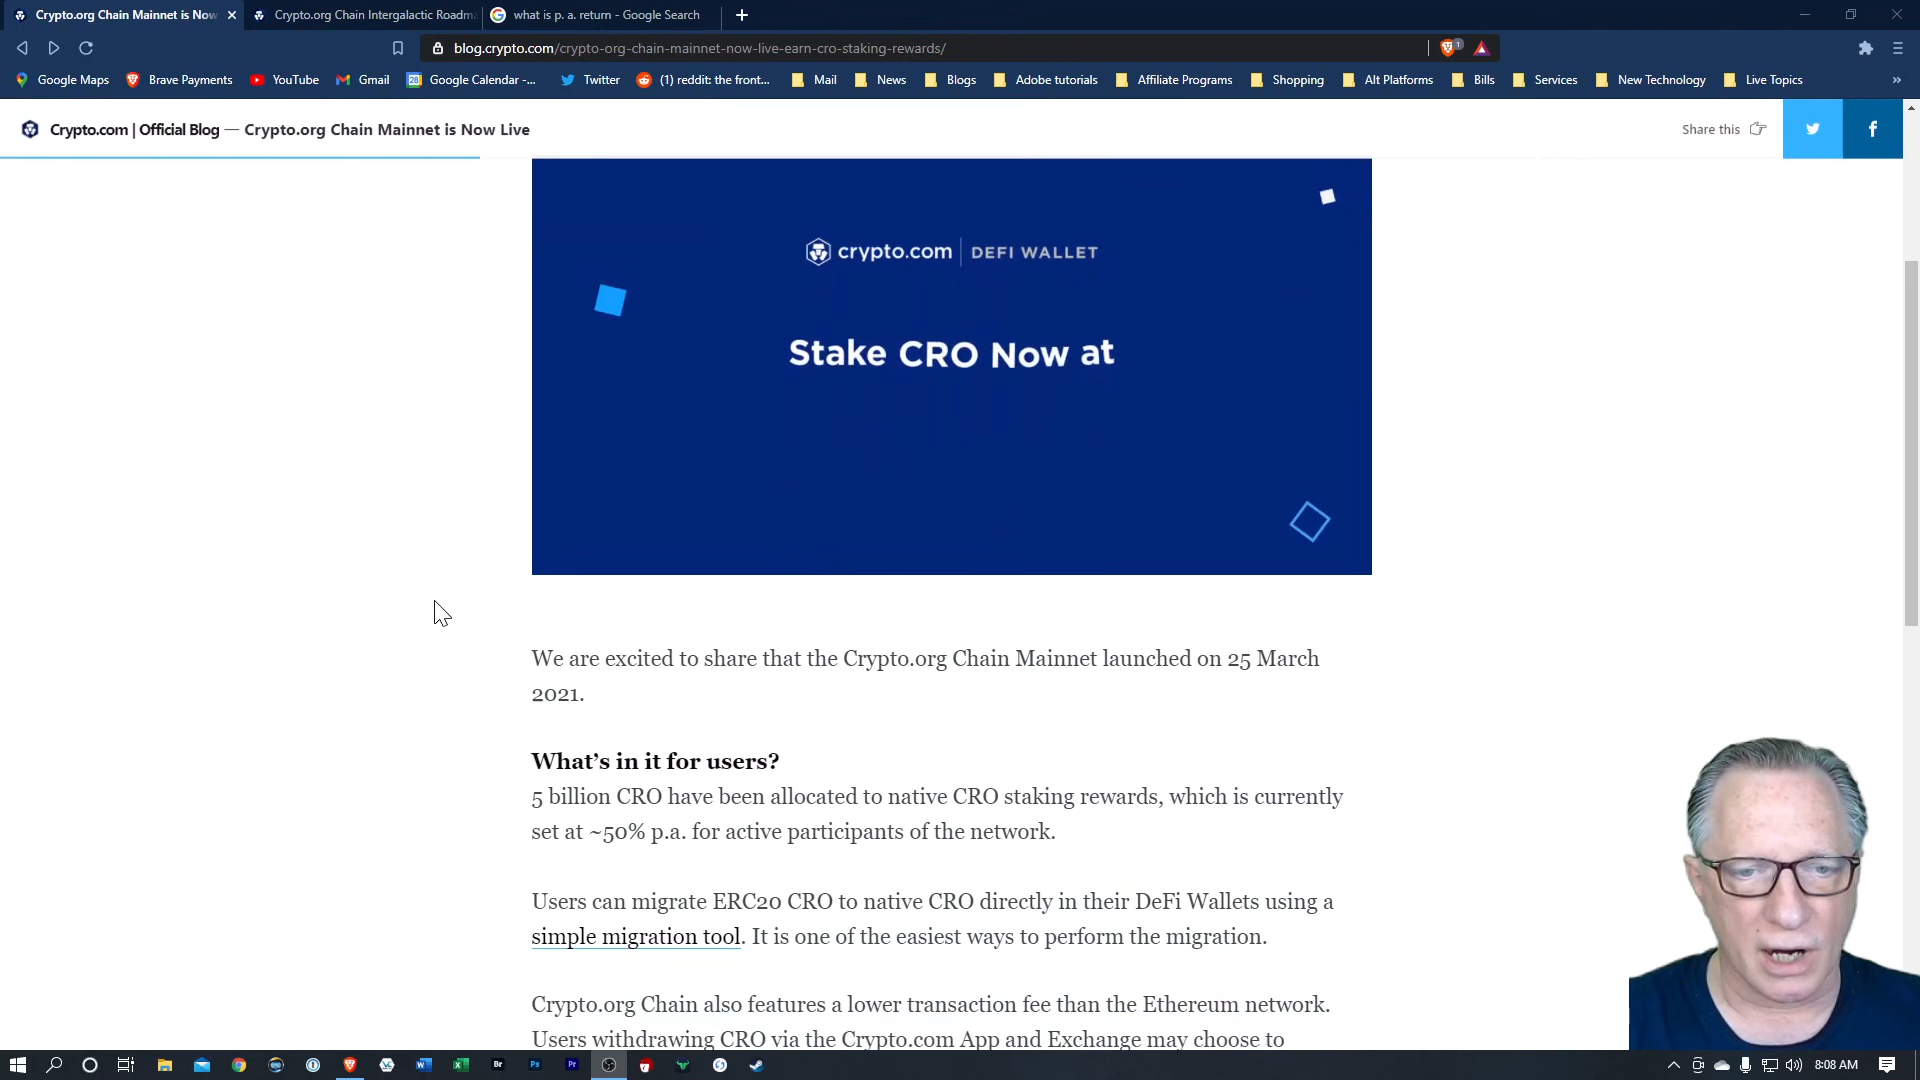 Crypto.org Chain Mainnet is Now
Crypto.org Chain Intergalactic Roadma
what is p. a. return - Google Search
blog.crypto.com/crypto-org-chain-mainnet-now-live-earn-cro-staking-rewards/
1
Google Maps
Brave Payments
YouTube
Gmail
28
Google Calendar -...
Twitter
(1) reddit: the front...
Mail
News
Blogs
Adobe tutorials
Affiliate Programs
Shopping
Alt Platforms
Bills
Services
New Technology
Live Topics
»
Crypto.com | Official Blog — Crypto.org Chain Mainnet is Now Live
Share this
crypto.com | DEFI WALLET
Stake CRO Now at
We are excited to share that the Crypto.org Chain Mainnet launched on 25 March
2021.
What’s in it for users?
5 billion CRO have been allocated to native CRO staking rewards, which is currently
set at ~50% p.a. for active participants of the network.
Users can migrate ERC20 CRO to native CRO directly in their DeFi Wallets using a
simple migration tool. It is one of the easiest ways to perform the migration.
Crypto.org Chain also features a lower transaction fee than the Ethereum network.
Users withdrawing CRO via the Crypto.com App and Exchange may choose to
Br
Ps
Pr
8:08 AM